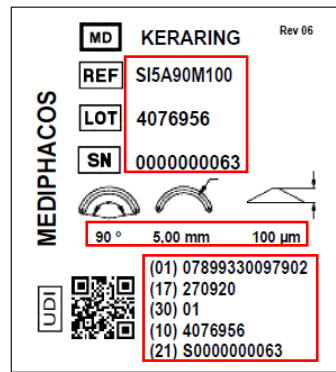 MD KERARING Rev 06
REF SI5A90M100
LOT 4076956
SN 0000000063
MEDIPHACOS
90 º 5,00 mm 100 µm
UDI
(01) 07899330097902
(17) 270920
(30) 01
(10) 4076956
(21) S0000000063